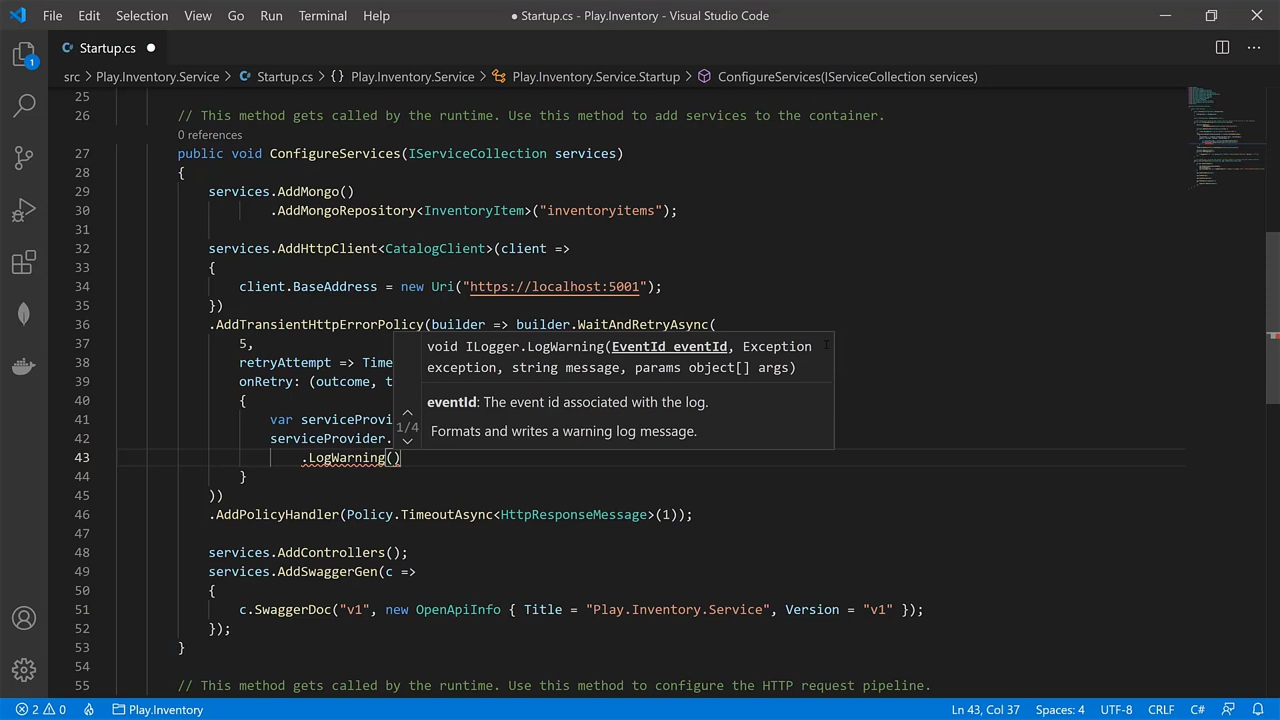 File Edit Selection View Go Run Terminal Help
● Startup.cs - Play.Inventory - Visual Studio Code
1
Startup.cs ●
src > Play.Inventory.Service > Startup.cs > {} Play.Inventory.Service > Play.Inventory.Service.Startup > ConfigureServices(IServiceCollection services)
25
26 // This method gets called by the runtime. Use this method to add services to the container.
0 references
27 public void ConfigureServices(IServiceCollection services)
28 {
29 services.AddMongo()
30 .AddMongoRepository<InventoryItem>("inventoryitems");
31
32 services.AddHttpClient<CatalogClient>(client =>
33 {
34 client.BaseAddress = new Uri("https://localhost:5001");
35 })
36 .AddTransientHttpErrorPolicy(builder => builder.WaitAndRetryAsync(
37 5,
38 retryAttempt => Time
39 onRetry: (outcome, t
40 {
41 var serviceProvi
42 serviceProvider.
43 .LogWarning()
44 }
45 ))
46 .AddPolicyHandler(Policy.TimeoutAsync<HttpResponseMessage>(1));
47
48 services.AddControllers();
49 services.AddSwaggerGen(c =>
50 {
51 c.SwaggerDoc("v1", new OpenApiInfo { Title = "Play.Inventory.Service", Version = "v1" });
52 });
53 }
54
55 // This method gets called by the runtime. Use this method to configure the HTTP request pipeline.
void ILogger.LogWarning(EventId eventId, Exception
exception, string message, params object[] args)
eventId: The event id associated with the log.
1/4
Formats and writes a warning log message.
2 0 Play.Inventory Ln 43, Col 37 Spaces: 4 UTF-8 CRLF C#